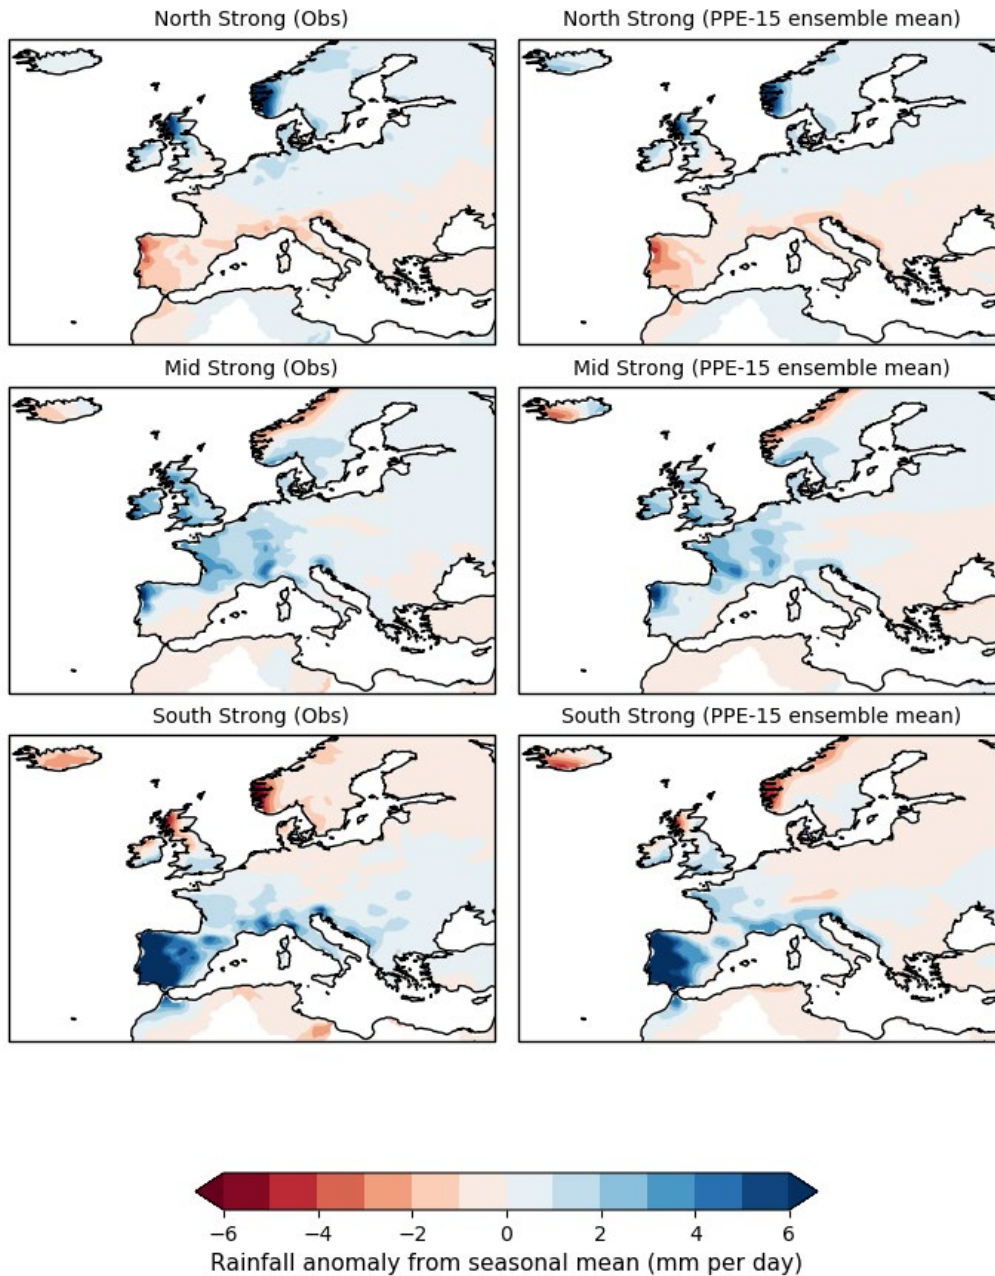 North Strong (Obs)
North Strong (PPE-15 ensemble mean)
Mid Strong (Obs)
Mid Strong (PPE-15 ensemble mean)
South Strong (Obs)
South Strong (PPE-15 ensemble mean)
−6 −4 −2 0 2 4 6
Rainfall anomaly from seasonal mean (mm per day)